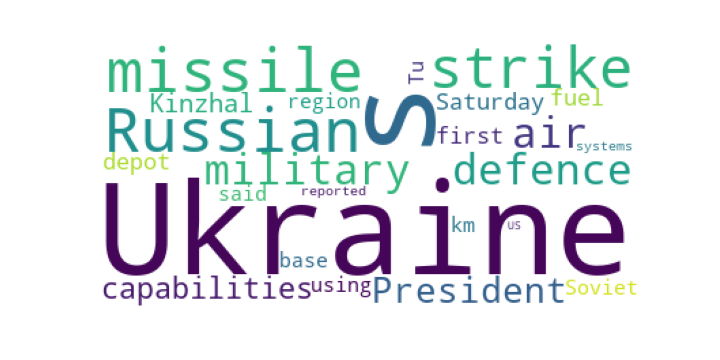 missile strike
Tu
Kinzhal region S Saturday fuel
Russian first air systems
depot military defence
said reported
Ukraine
km US
base
capabilities using President Soviet